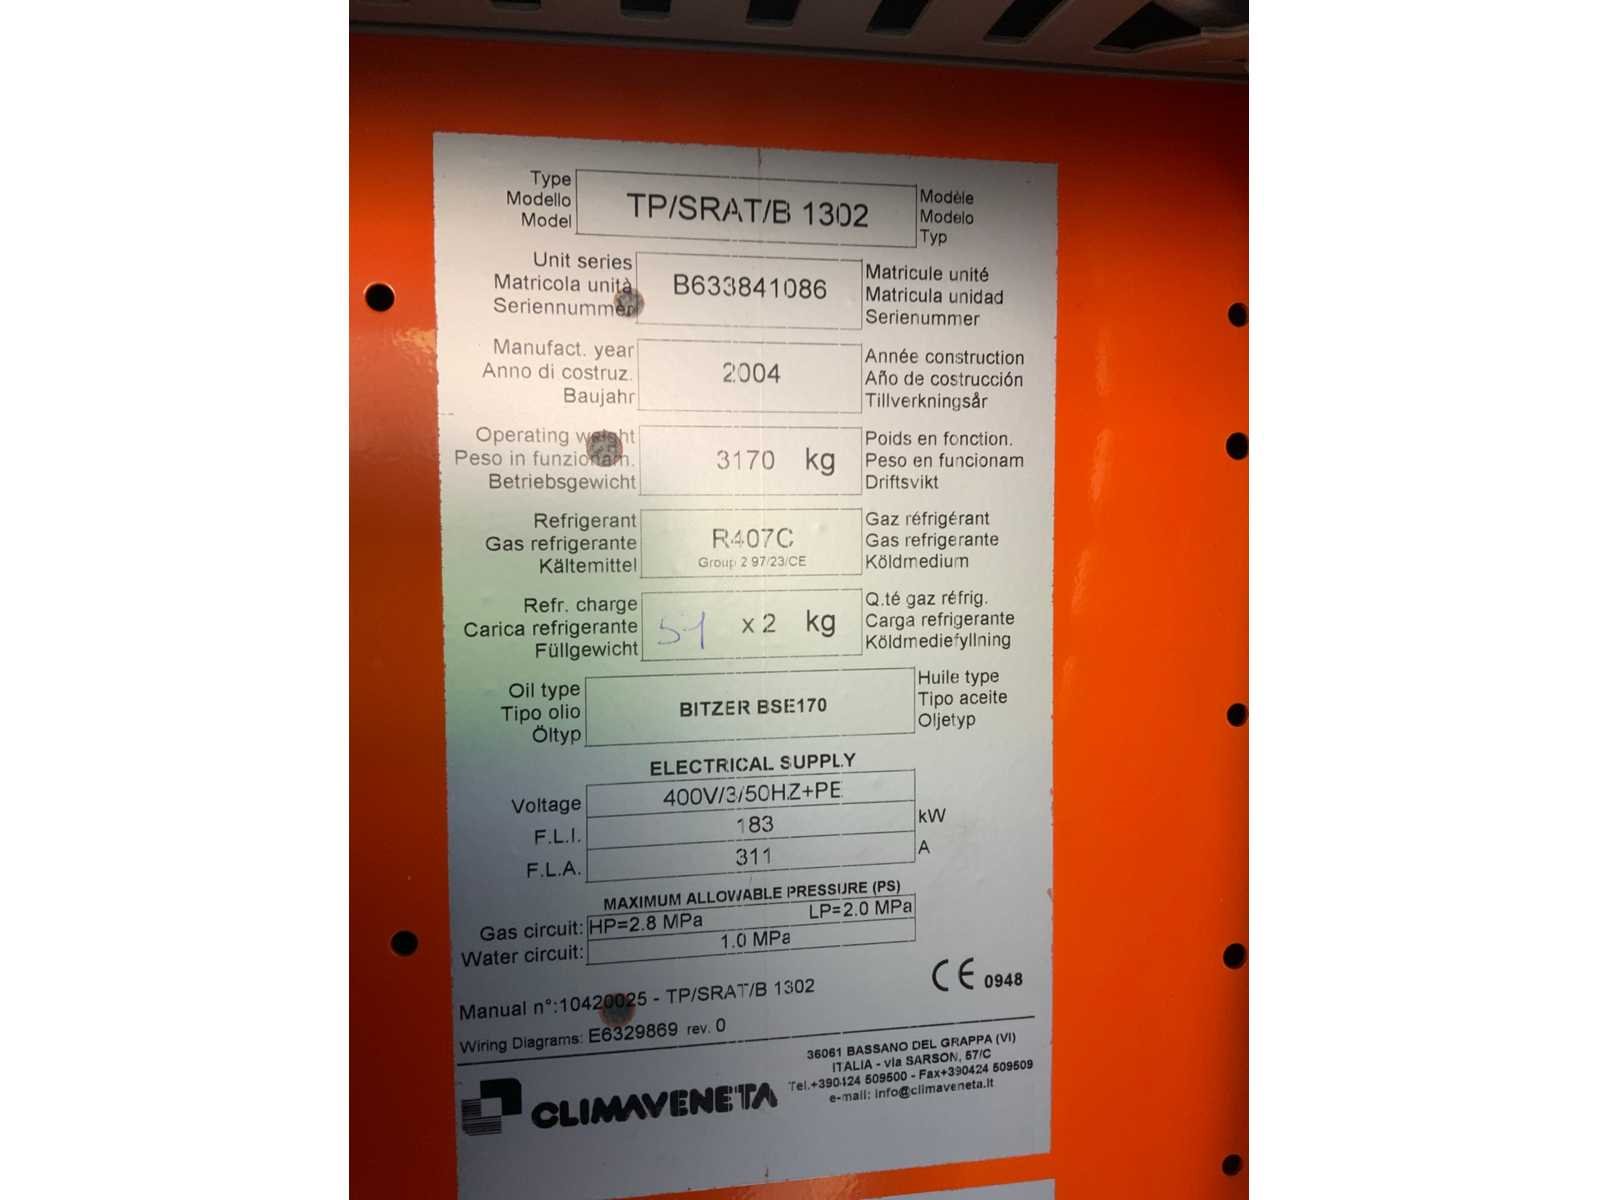 Type
Modello
Model
TP/SRAT/B 1302
Modèle
Modelo
Typ
Unit series
Matricola unità
Seriennummer
B633841086
Matricule unité
Matricula unidad
Serienummer
Manufact. year
Anno di costruz.
Baujahr
2004
Année construction
Año de costrucción
Tillverkningsår
Operating weight
Peso in funzionam.
Betriebsgewicht
3170 kg
Poids en fonction.
Peso en funcionam
Driftsvikt
Refrigerant
Gas refrigerante
Kältemittel
R407C
Group 2 97/23/CE
Gaz réfrigérant
Gas refrigerante
Köldmedium
Refr. charge
Carica refrigerante
Füllgewicht
51 x 2 kg
Q.té gaz réfrig.
Carga refrigerante
Köldmediefyllning
Oil type
Tipo olio
Öltyp
BITZER BSE170
Huile type
Tipo aceite
Oljetyp
ELECTRICAL SUPPLY
Voltage 400V/3/50HZ+PE
F.L.I. 183 kW
F.L.A. 311 A
MAXIMUM ALLOWABLE PRESSURE (PS)
Gas circuit: HP=2.8 MPa LP=2.0 MPa
Water circuit: 1.0 MPa
CE 0948
Manual n°:10420025 - TP/SRAT/B 1302
Wiring Diagrams: E6329869 rev. 0
CLIMAVENETA
36061 BASSANO DEL GRAPPA (VI)
ITALIA - via SARSON, 57/C
Tel.+390424 509500 - Fax+390424 509509
e-mail: info@climaveneta.it